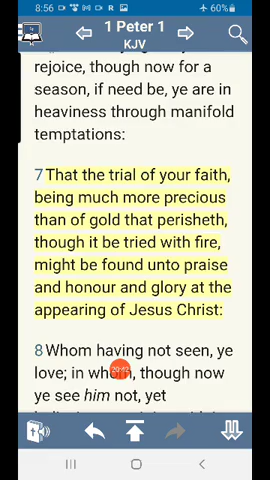 8:56
60%
1 Peter 1
KJV
rejoice, though now for a
season, if need be, ye are in
heaviness through manifold
temptations:
7 That the trial of your faith,
being much more precious
than of gold that perisheth,
though it be tried with fire,
might be found unto praise
and honour and glory at the
appearing of Jesus Christ:
8 Whom having not seen, ye
love; in whom, though now
ye see him not, yet